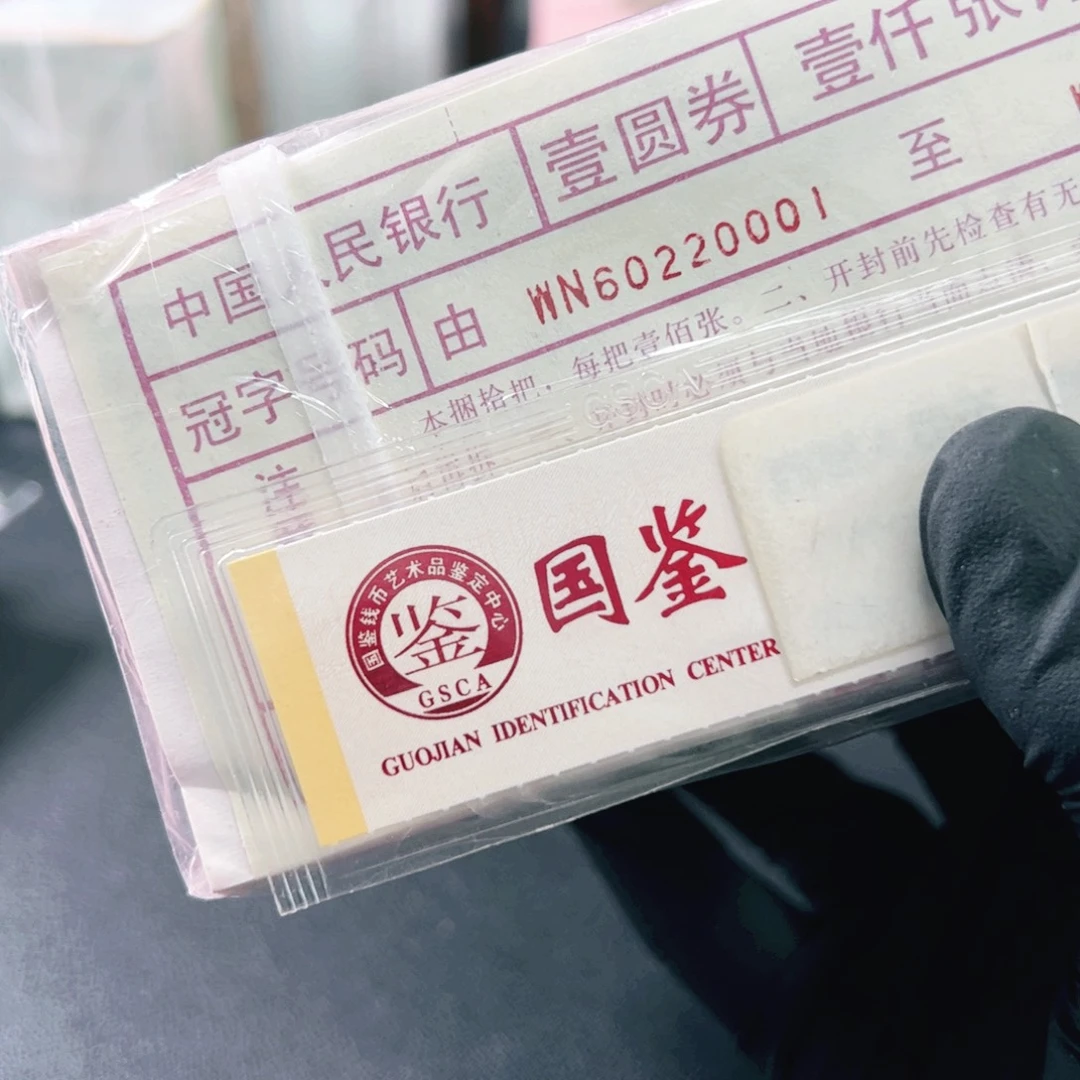 中国人民银行 壹圆券 壹仟张
冠字号码 由 WN60220001 至
注 本捆拾把，每把壹佰张。二、开封前先检查有无
国鉴钱币艺术品鉴定中心
鉴
GSCA
国鉴
GUOJIAN IDENTIFICATION CENTER